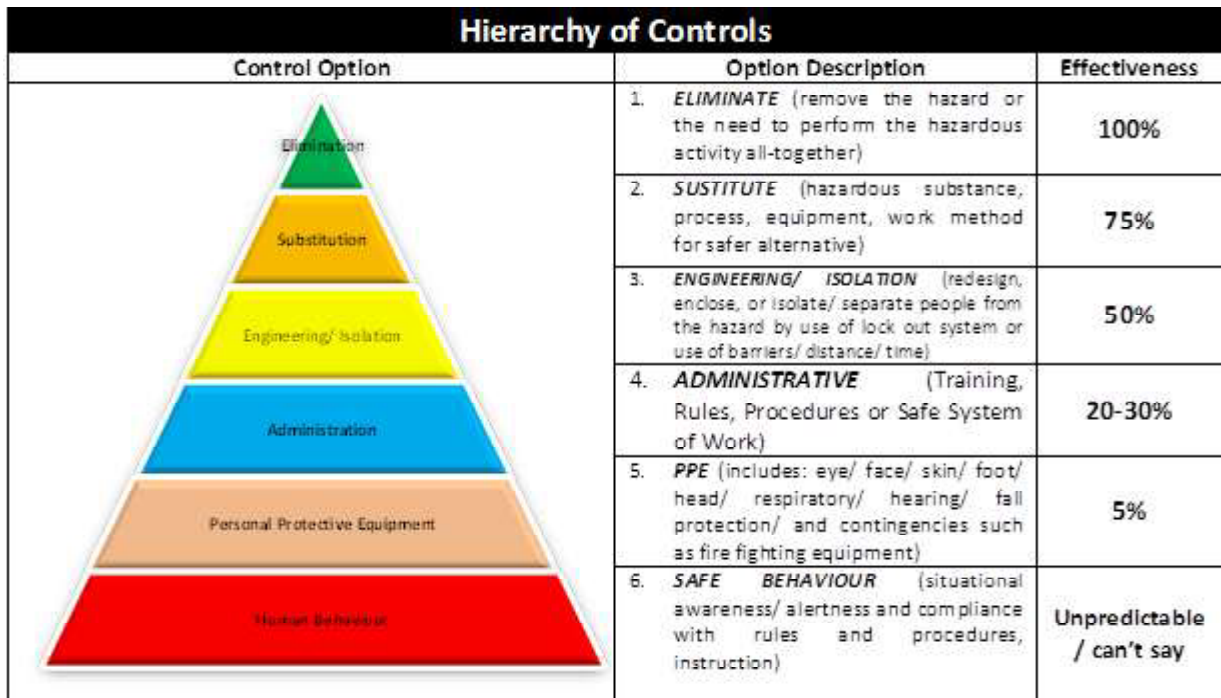 Hierarchy of Controls
Control Option
Option Description
Effectiveness
Elimination
Substitution
Engineering/ Isolation
Administration
Personal Protective Equipment
Human Behaviour
1. ELIMINATE (remove the hazard or
the need to perform the hazardous
activity all-together)
100%
2. SUSTITUTE (hazardous substance,
process, equipment, work method
for safer alternative)
75%
3. ENGINEERING/ ISOLATION (redesign,
enclose, or isolate/ separate people from
the hazard by use of lock out system or
use of barriers/ distance/ time)
50%
4. ADMINISTRATIVE (Training,
Rules, Procedures or Safe System
of Work)
20-30%
5. PPE (includes: eye/ face/ skin/ foot/
head/ respiratory/ hearing/ fall
protection/ and contingencies such
as fire fighting equipment)
5%
6. SAFE BEHAVIOUR (situational
awareness/ alertness and compliance
with rules and procedures,
instruction)
Unpredictable
/ can't say